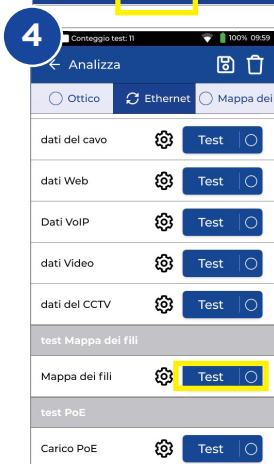 4
Conteggio test: 11 100% 09:59
Analizza
Ottico Ethernet Mappa dei
dati del cavo Test
dati Web Test
Dati VoIP Test
dati Video Test
dati del CCTV Test
test Mappa dei fili
Mappa dei fili Test
test PoE
Carico PoE Test